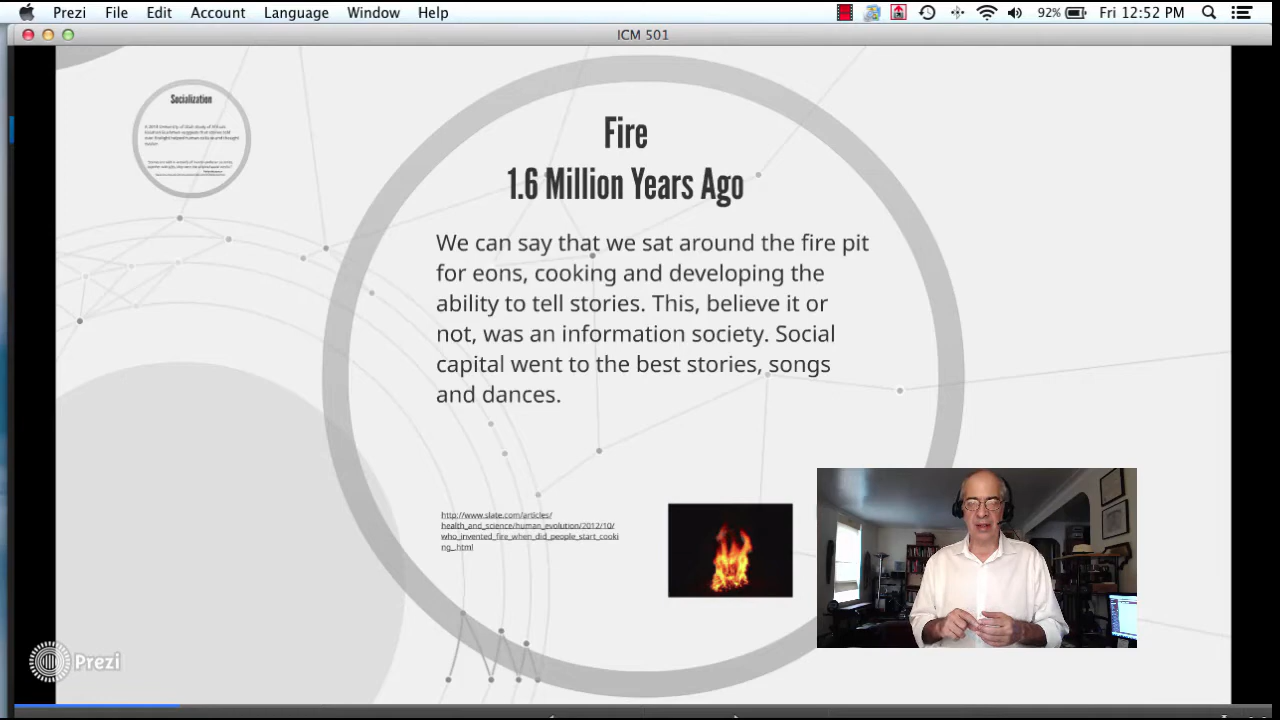 Prezi File Edit Account Language Window Help 92% Fri 12:52 PM
ICM 501
Socialization
Fire
1.6 Million Years Ago
We can say that we sat around the fire pit
for eons, cooking and developing the
ability to tell stories. This, believe it or
not, was an information society. Social
capital went to the best stories, songs
and dances.
http://www.slate.com/articles/
health_and_science/human_evolution/2012/10/
who_invented_fire_when_did_people_start_cooki
ng_.html
Prezi